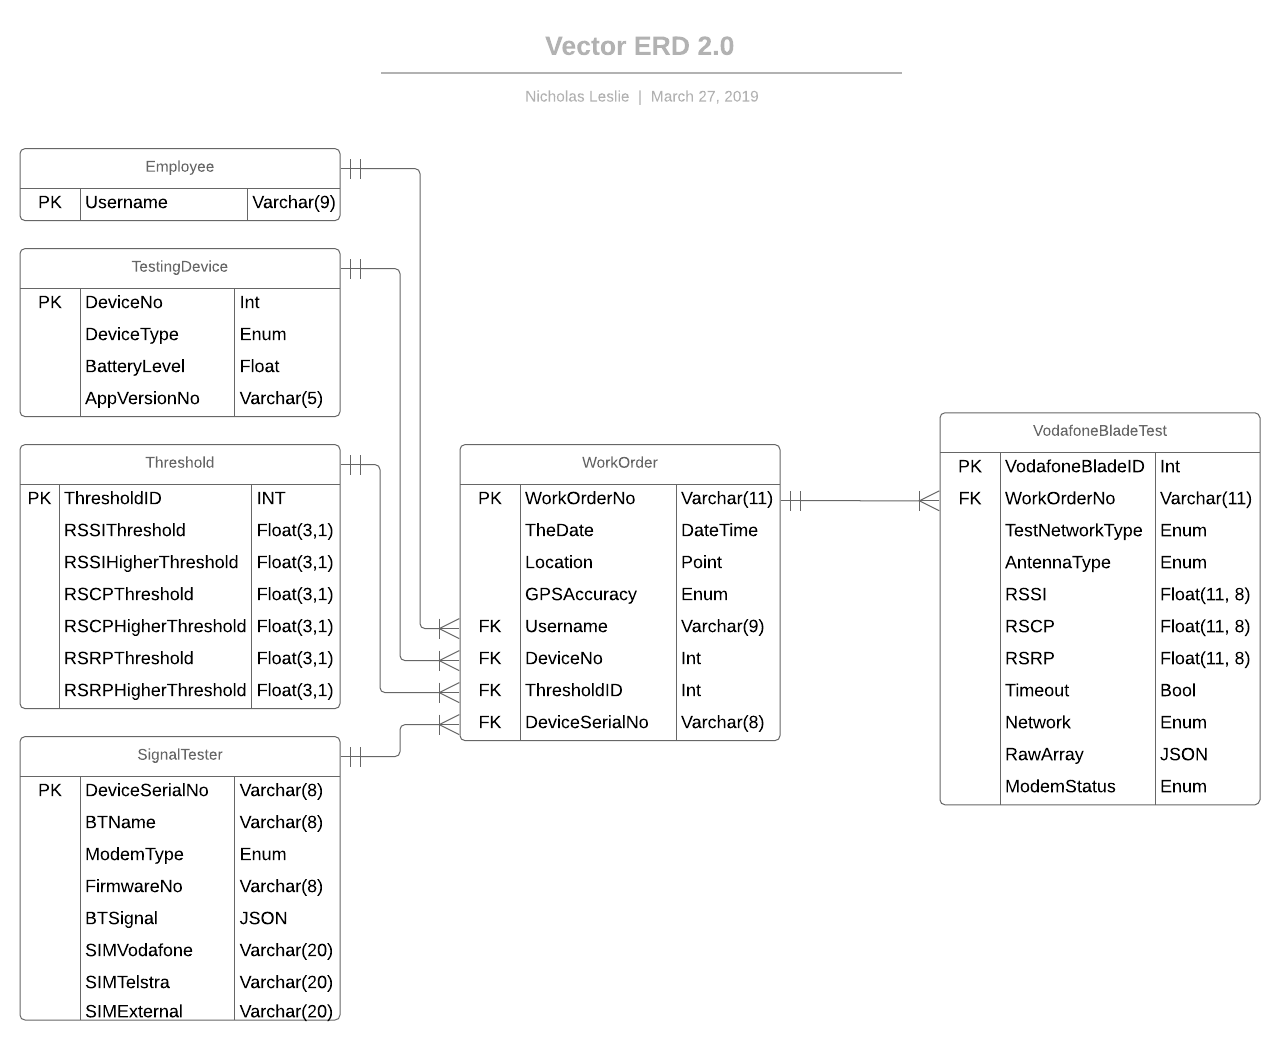 Vector ERD 2.0
Nicholas Leslie | March 27, 2019
Employee
PK Username Varchar(9)
TestingDevice
PK DeviceNo Int
DeviceType Enum
BatteryLevel Float
AppVersionNo Varchar(5)
Threshold
PK ThresholdID INT
RSSIThreshold Float(3,1)
RSSIHigherThreshold Float(3,1)
RSCPThreshold Float(3,1)
RSCPHigherThreshold Float(3,1)
RSRPThreshold Float(3,1)
RSRPHigherThreshold Float(3,1)
SignalTester
PK DeviceSerialNo Varchar(8)
BTName Varchar(8)
ModemType Enum
FirmwareNo Varchar(8)
BTSignal JSON
SIMVodafone Varchar(20)
SIMTelstra Varchar(20)
SIMExternal Varchar(20)
WorkOrder
PK WorkOrderNo Varchar(11)
TheDate DateTime
Location Point
GPSAccuracy Enum
FK Username Varchar(9)
FK DeviceNo Int
FK ThresholdID Int
FK DeviceSerialNo Varchar(8)
VodafoneBladeTest
PK VodafoneBladeID Int
FK WorkOrderNo Varchar(11)
TestNetworkType Enum
AntennaType Enum
RSSI Float(11, 8)
RSCP Float(11, 8)
RSRP Float(11, 8)
Timeout Bool
Network Enum
RawArray JSON
ModemStatus Enum